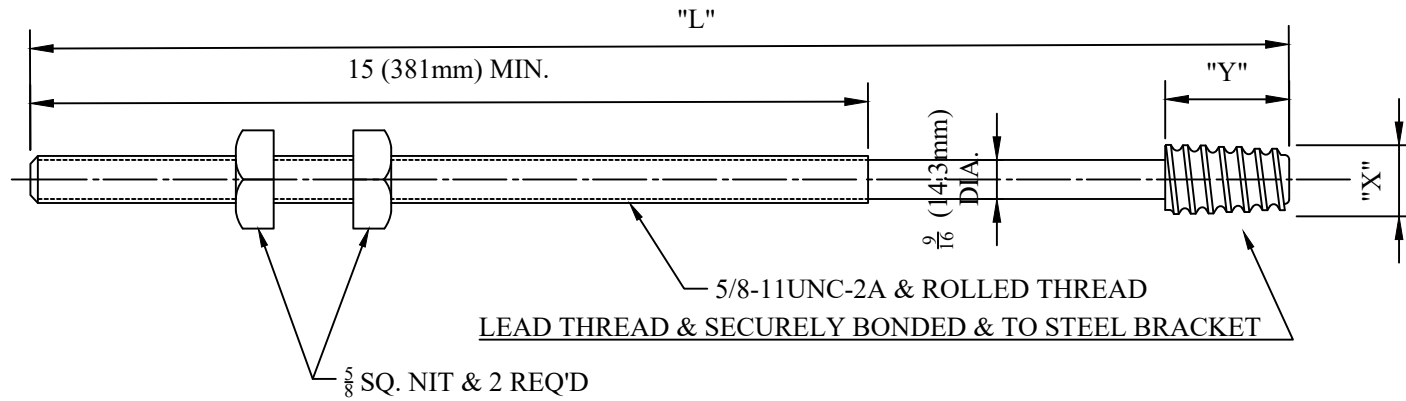 "L"
15 (381mm) MIN.
"Y"
9/16 (14.3mm)
DIA.
"X"
5/8-11UNC-2A & ROLLED THREAD
LEAD THREAD & SECURELY BONDED & TO STEEL BRACKET
5/8 SQ. NIT & 2 REQ'D